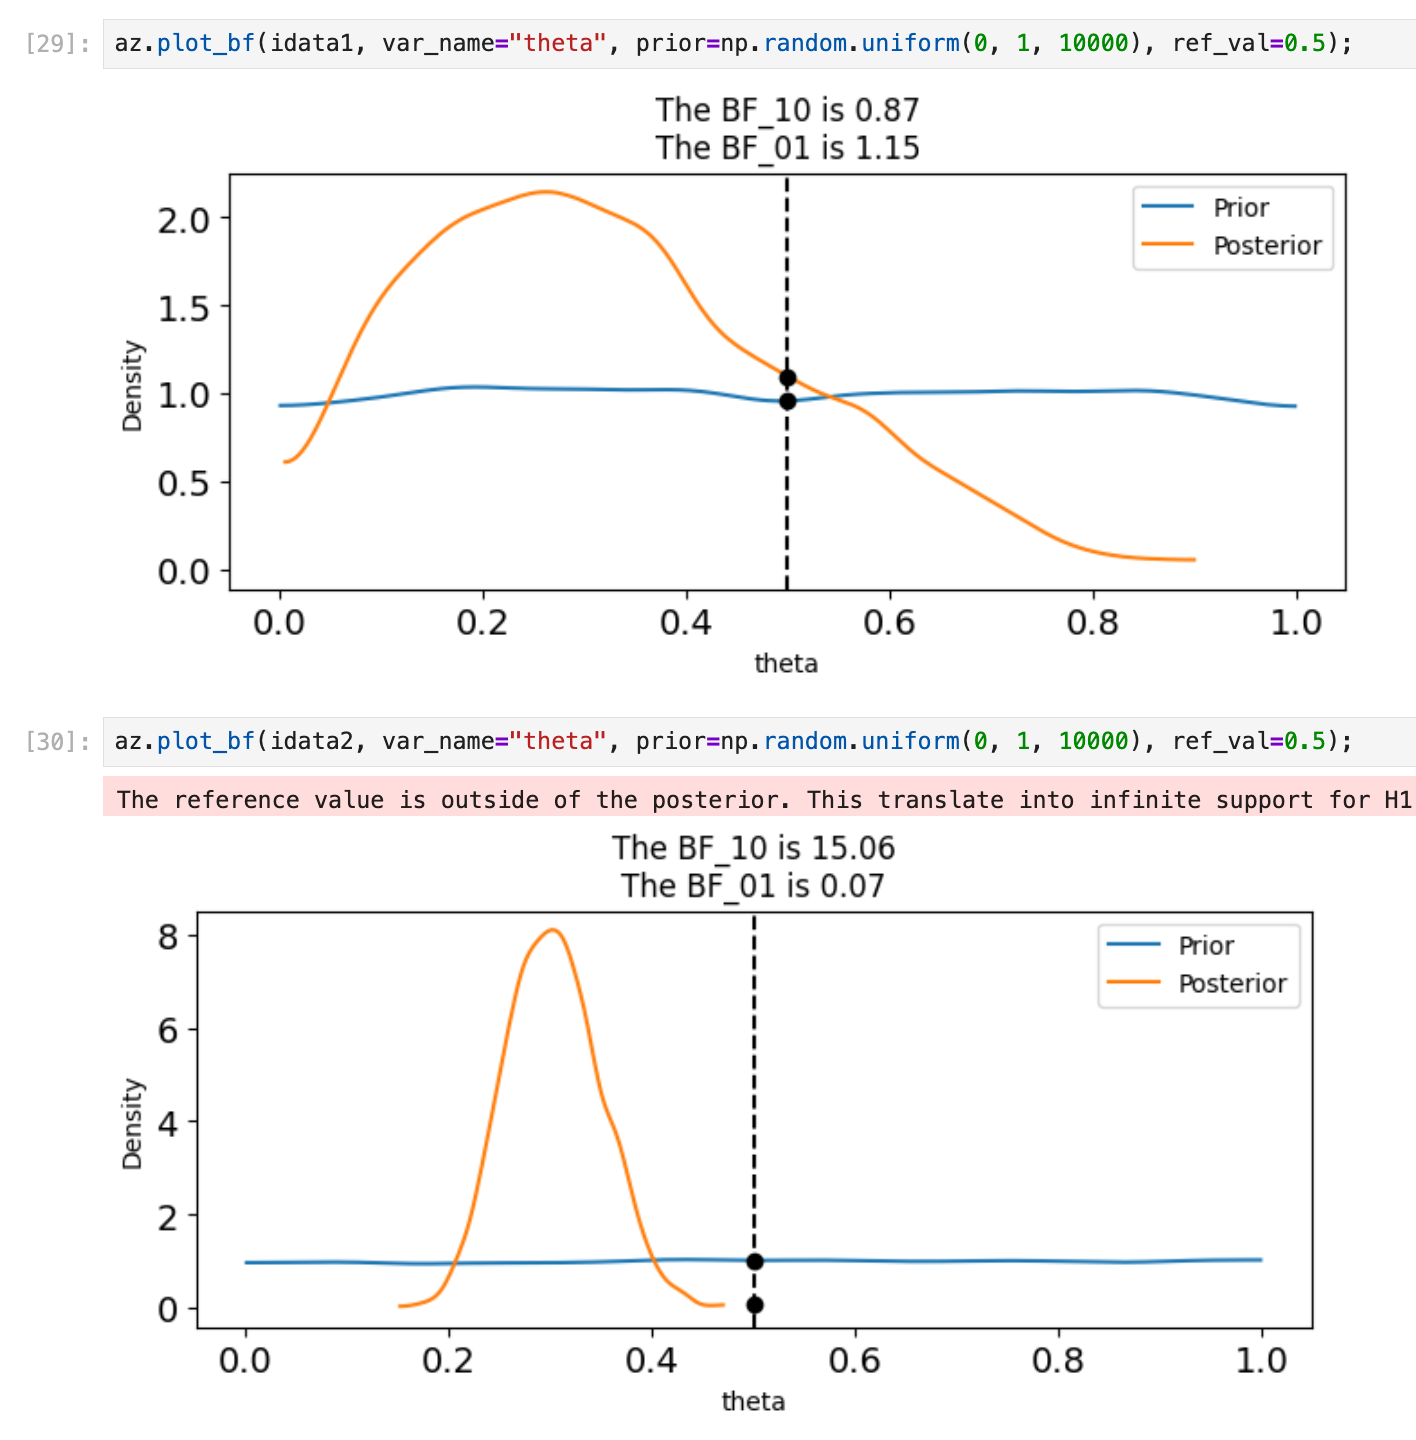 [29]: az.plot_bf(idata1, var_name="theta", prior=np.random.uniform(0, 1, 10000), ref_val=0.5);
The BF_10 is 0.87
The BF_01 is 1.15
Prior
Posterior
2.0
1.5
1.0
0.5
0.0
Density
0.0 0.2 0.4 0.6 0.8 1.0
theta
[30]: az.plot_bf(idata2, var_name="theta", prior=np.random.uniform(0, 1, 10000), ref_val=0.5);
The reference value is outside of the posterior. This translate into infinite support for H1
The BF_10 is 15.06
The BF_01 is 0.07
Prior
Posterior
8
6
4
2
0
Density
0.0 0.2 0.4 0.6 0.8 1.0
theta